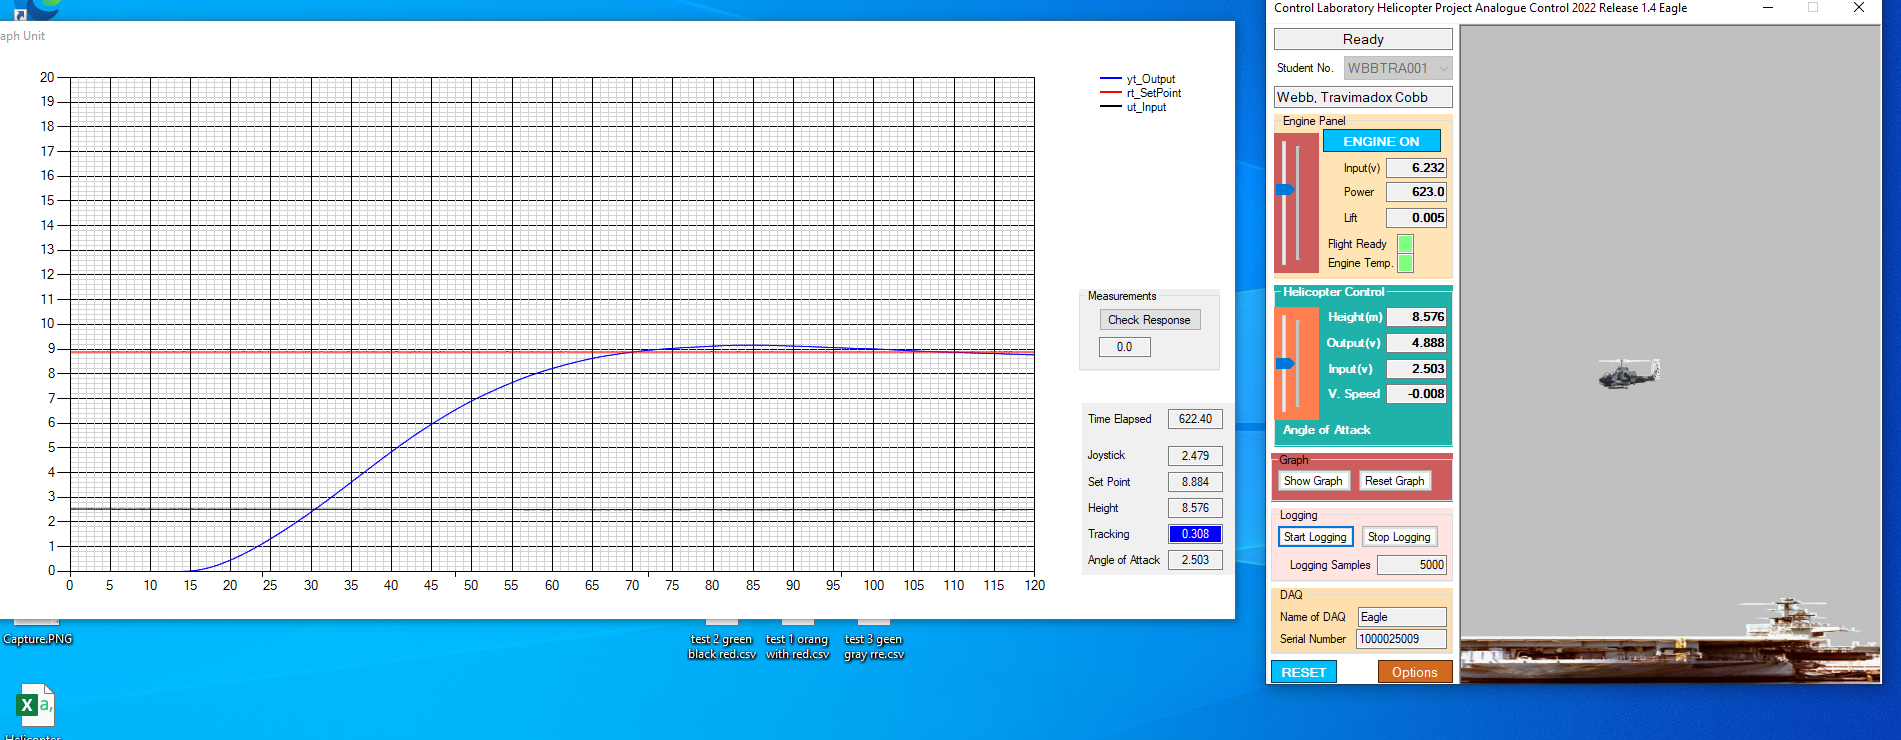 aph Unit
20
19
18
17
16
15
14
13
12
11
10
9
8
7
6
5
4
3
2
1
0
0 5 10 15 20 25 30 35 40 45 50 55 60 65 70 75 80 85 90 95 100 105 110 115 120
yt_Output
rt_SetPoint
ut_Input
Measurements
Check Response
0.0
Time Elapsed 622.40
Joystick 2.479
Set Point 8.884
Height 8.576
Tracking 0.308
Angle of Attack 2.503
Capture.PNG
test 2 green
black red.csv
test 1 orang
with red.csv
test 3 geen
gray rre.csv
X a,
Helicopter
Control Laboratory Helicopter Project Analogue Control 2022 Release 1.4 Eagle
Ready
Student No. WBBTRA001
Webb, Travimadox Cobb
Engine Panel
ENGINE ON
Input(v) 6.232
Power 623.0
Lift 0.005
Flight Ready
Engine Temp.
Helicopter Control
Height(m) 8.576
Output(v) 4.888
Input(v) 2.503
V. Speed -0.008
Angle of Attack
Graph
Show Graph Reset Graph
Logging
Start Logging Stop Logging
Logging Samples 5000
DAQ
Name of DAQ Eagle
Serial Number 1000025009
RESET Options